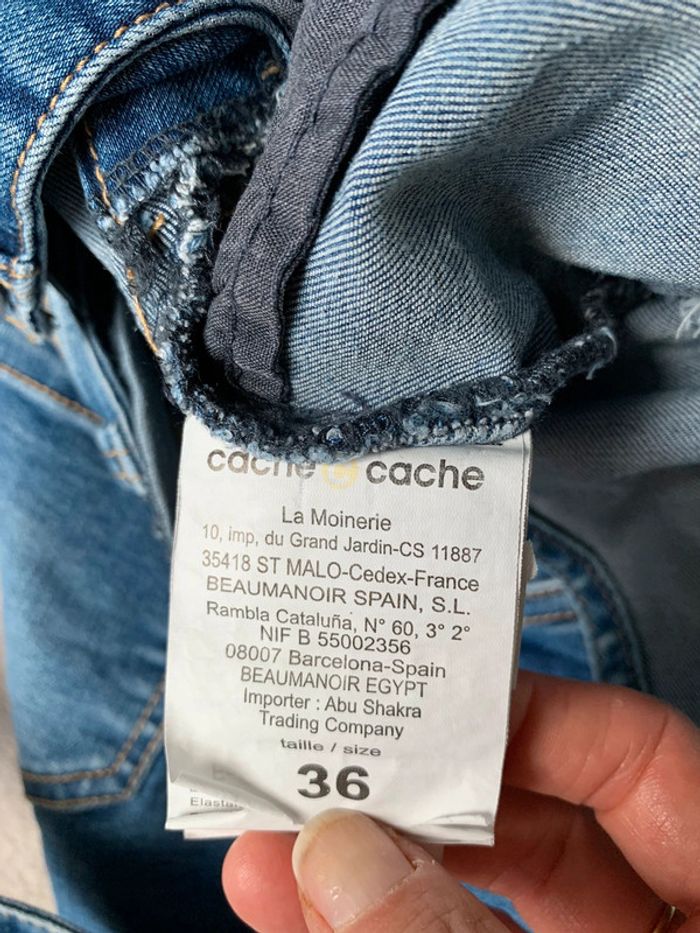 cache cache
La Moinerie
10, imp, du Grand Jardin-CS 11887
35418 ST MALO-Cedex-France
BEAUMANOIR SPAIN, S.L.
Rambla Cataluña, N° 60, 3° 2°
NIF B 55002356
08007 Barcelona-Spain
BEAUMANOIR EGYPT
Importer : Abu Shakra
Trading Company
taille / size
36